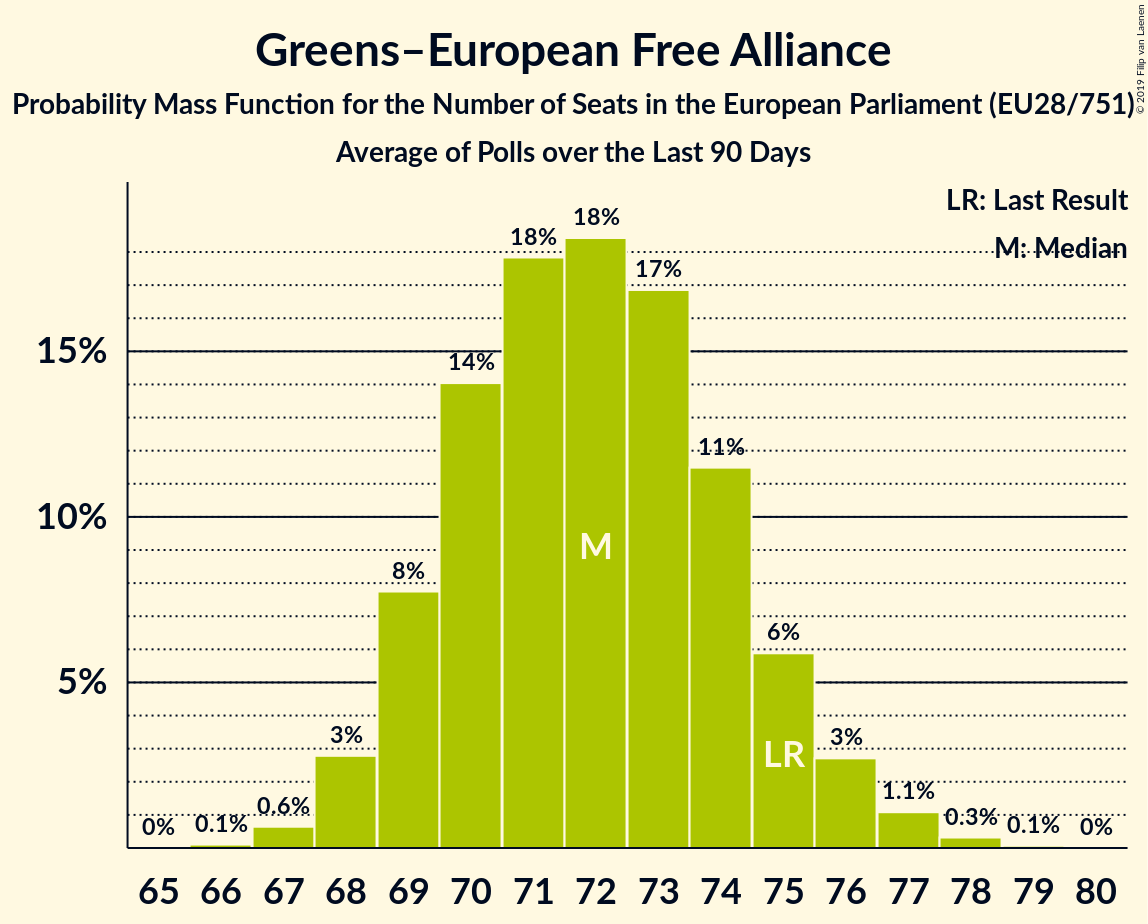 Greens–European Free Alliance
Probability Mass Function for the Number of Seats in the European Parliament (EU28/751)
Average of Polls over the Last 90 Days
© 2019 Filip van Laenen
LR: Last Result
M: Median
15%
10%
5%
0%
0.1%
0.6%
3%
8%
14%
18%
18%
17%
11%
6%
3%
1.1%
0.3%
0.1%
0%
M
LR
65 66 67 68 69 70 71 72 73 74 75 76 77 78 79 80